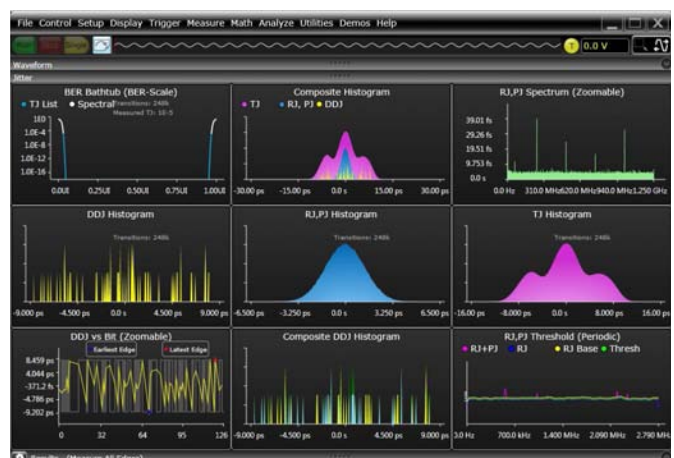 File Control Setup Display Trigger Measure Math Analyze Utilities Demos Help
T 0.0 V
Waveform
Jitter
BER Bathtub (BER-Scale)
TJ List Spectral
Transitions: 248k
Measured TJ: 1E-5
1E0
1.0E-4
1.0E-8
1.0E-12
1.0E-16
0.0UI 0.25UI 0.50UI 0.75UI 1.00UI
Composite Histogram
TJ RJ, PJ DDJ
-30.00 ps -15.00 ps 0.0 s 15.00 ps 30.00 ps
RJ,PJ Spectrum (Zoomable)
39.01 fs
29.26 fs
19.51 fs
9.753 fs
0.0 s
0.0 Hz 310.0 MHz 620.0 MHz 940.0 MHz 1.250 GHz
DDJ Histogram
Transitions: 248k
-9.000 ps -4.500 ps 0.0 s 4.500 ps 9.000 ps
RJ,PJ Histogram
Transitions: 248k
-6.500 ps -3.250 ps 0.0 s 3.250 ps 6.500 ps
TJ Histogram
Transitions: 248k
-16.00 ps -8.000 ps 0.0 s 8.000 ps 16.00 ps
DDJ vs Bit (Zoomable)
Earliest Edge Latest Edge
8.459 ps
4.044 ps
-371.2 fs
-4.786 ps
-9.202 ps
0 32 64 95 126
Composite DDJ Histogram
-9.000 ps -4.500 ps 0.0 s 4.500 ps 9.000 ps
RJ,PJ Threshold (Periodic)
RJ+PJ RJ RJ Base Thresh
0.0 Hz 700.0 kHz 1.400 MHz 2.090 MHz 2.790 MHz
Results (Measure All Edges)